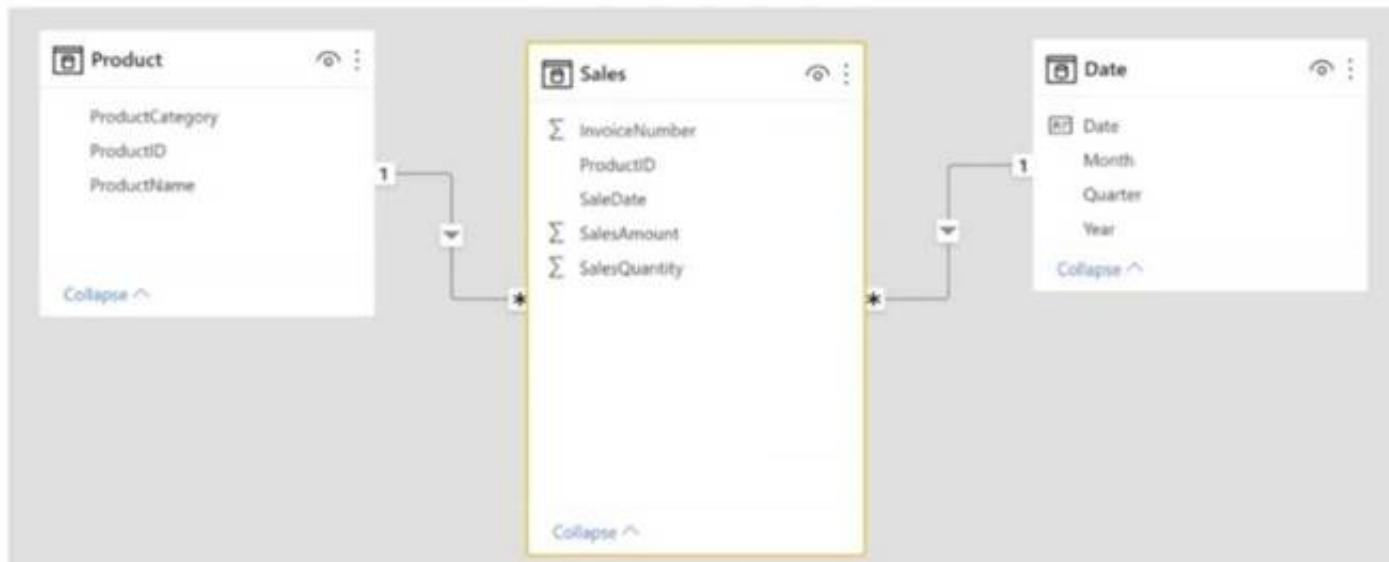 Product
ProductCategory
ProductID
ProductName
Collapse
1
*
Sales
Σ InvoiceNumber
ProductID
SaleDate
Σ SalesAmount
Σ SalesQuantity
Collapse
*
1
Date
Date
Month
Quarter
Year
Collapse